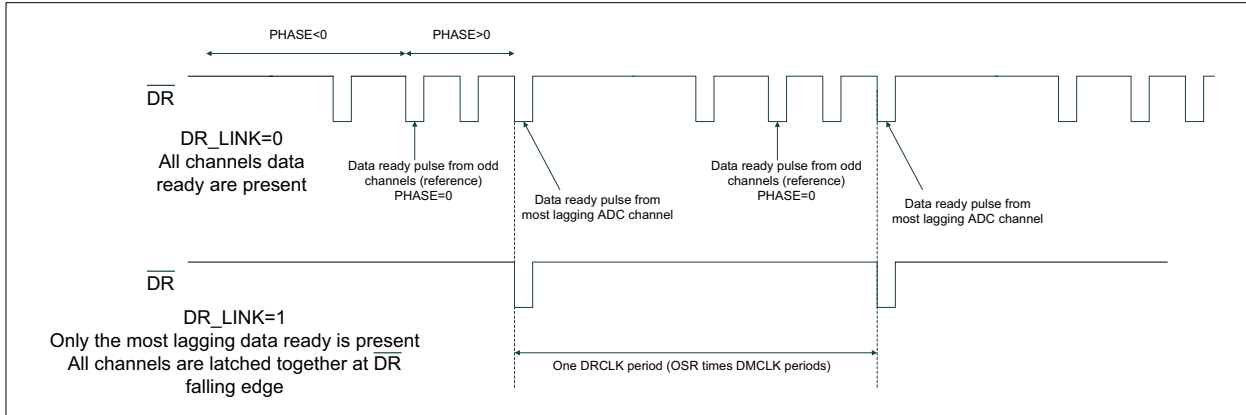 PHASE<0
PHASE>0
DR
DR_LINK=0
All channels data
ready are present
Data ready pulse from odd
channels (reference)
PHASE=0
Data ready pulse from
most lagging ADC channel
Data ready pulse from odd
channels (reference)
PHASE=0
Data ready pulse from
most lagging ADC channel
DR
DR_LINK=1
Only the most lagging data ready is present
All channels are latched together at DR
falling edge
One DRCLK period (OSR times DMCLK periods)